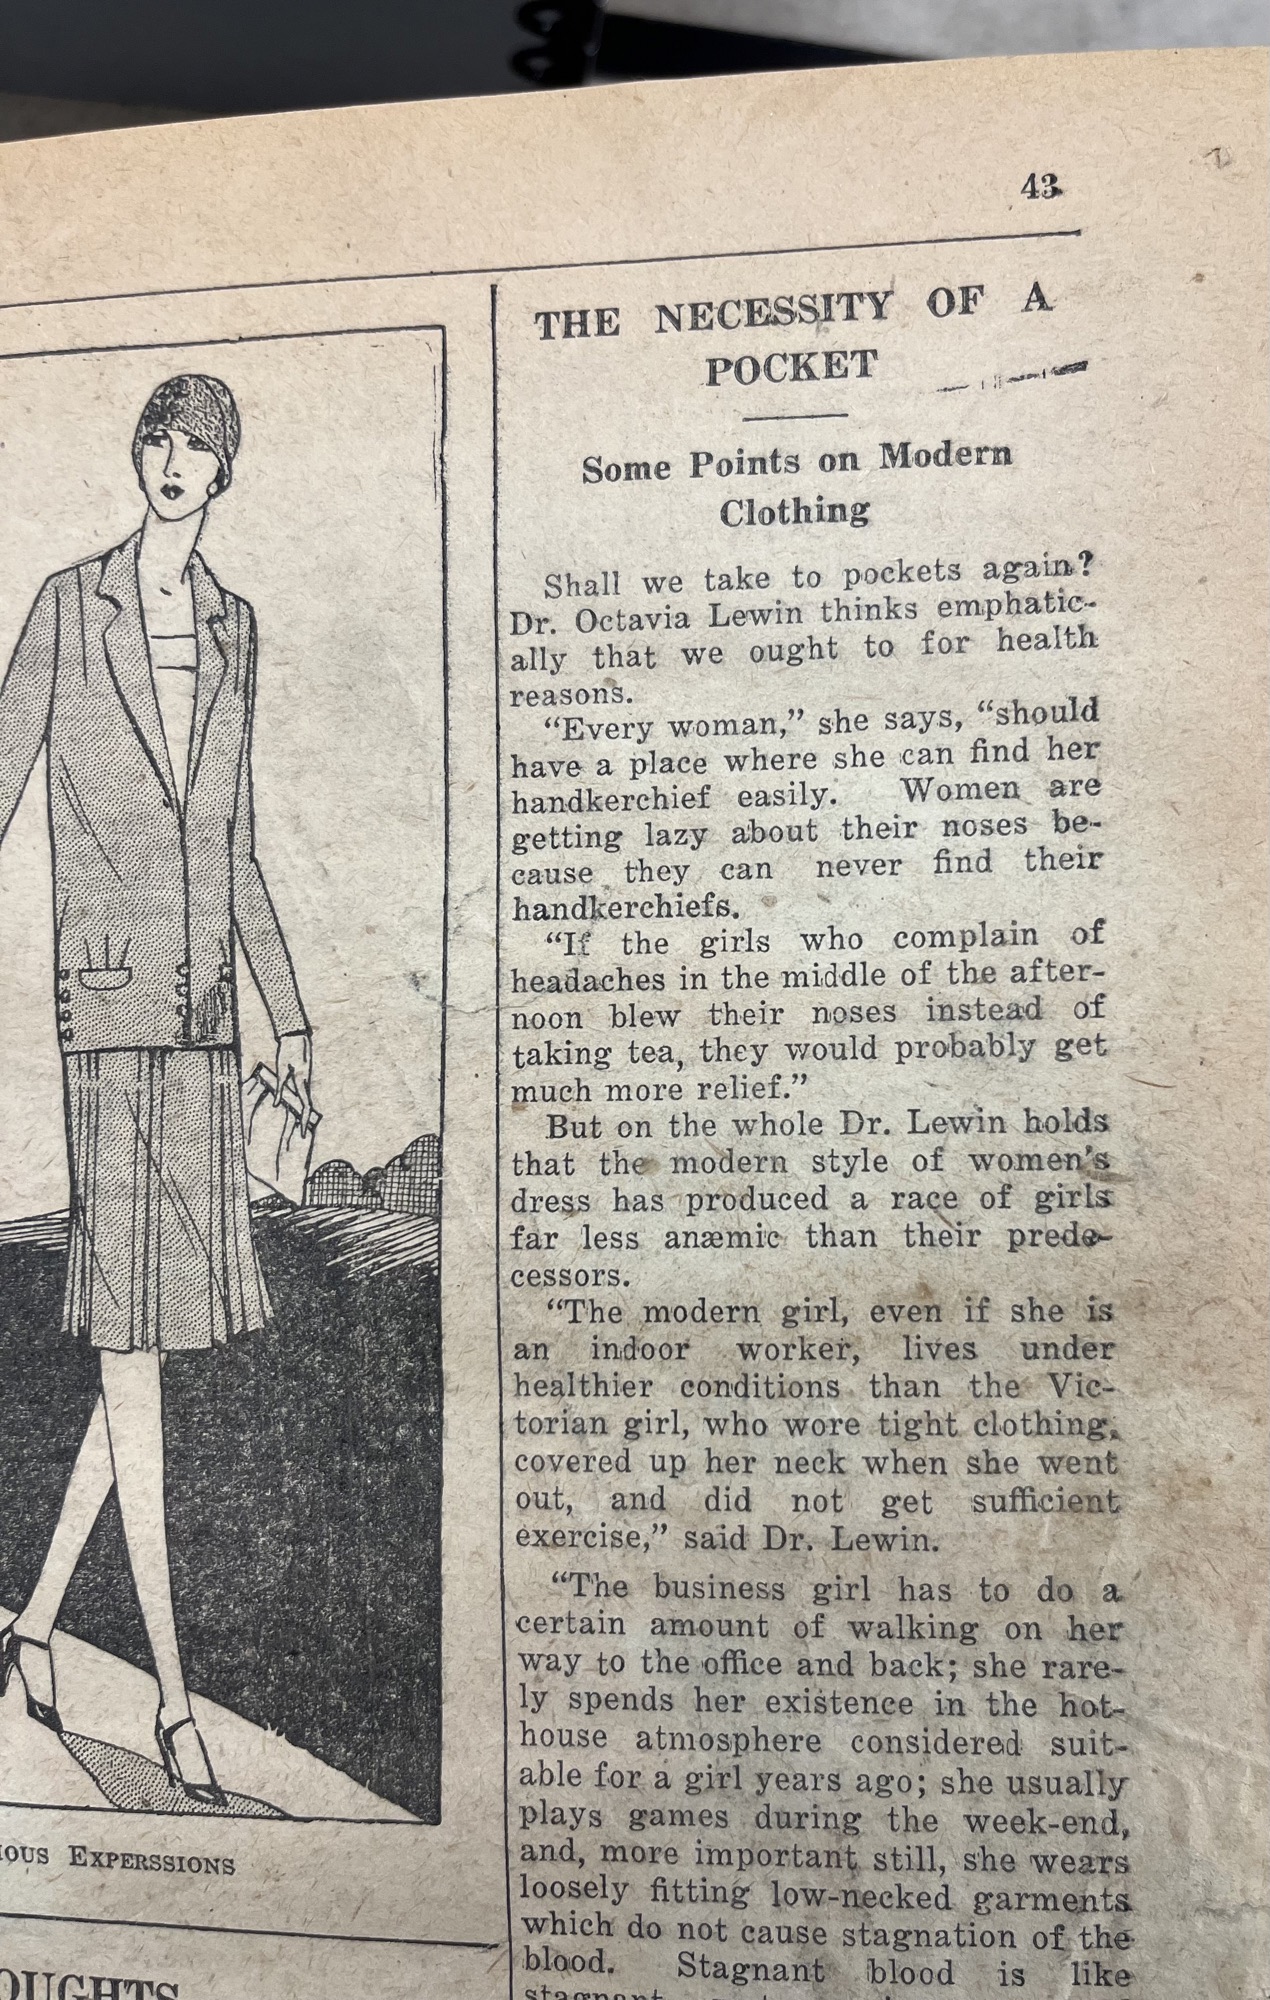 43
THE NECESSITY OF A
POCKET
Some Points on Modern
Clothing
Shall we take to pockets again?
Dr. Octavia Lewin thinks emphatic-
ally that we ought to for health
reasons.
“Every woman,” she says, “should
have a place where she can find her
handkerchief easily. Women are
getting lazy about their noses be-
cause they can never find their
handkerchiefs.
“If the girls who complain of
headaches in the middle of the after-
noon blew their noses instead of
taking tea, they would probably get
much more relief.”
But on the whole Dr. Lewin holds
that the modern style of women's
dress has produced a race of girls
far less anæmic than their prede-
cessors.
“The modern girl, even if she is
an indoor worker, lives under
healthier conditions than the Vic-
torian girl, who wore tight clothing,
covered up her neck when she went
out, and did not get sufficient
exercise,” said Dr. Lewin.
“The business girl has to do a
certain amount of walking on her
way to the office and back; she rare-
ly spends her existence in the hot-
house atmosphere considered suit-
able for a girl years ago; she usually
plays games during the week-end,
and, more important still, she wears
loosely fitting low-necked garments
which do not cause stagnation of the
blood. Stagnant blood is like
stagnant
IOUS EXPERSSIONS
OUGHTS